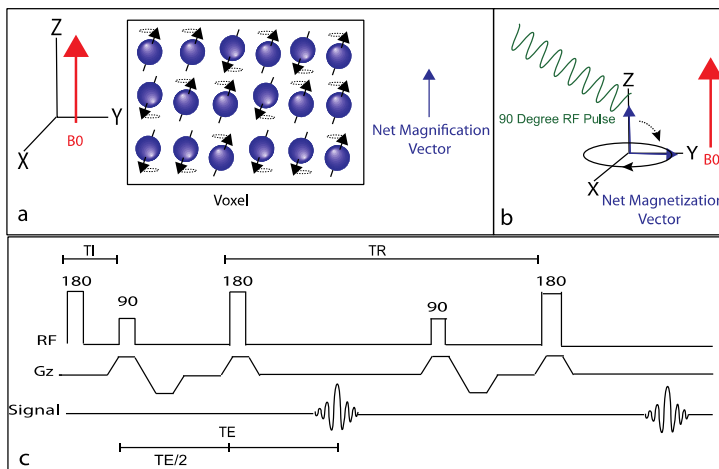 Z
Y
X
B0
Voxel
Net Magnification
Vector
a
90 Degree RF Pulse
Z
Y
X
B0
Net Magnetization
Vector
b
TI
TR
180
90
180
90
180
RF
Gz
Signal
TE
TE/2
c